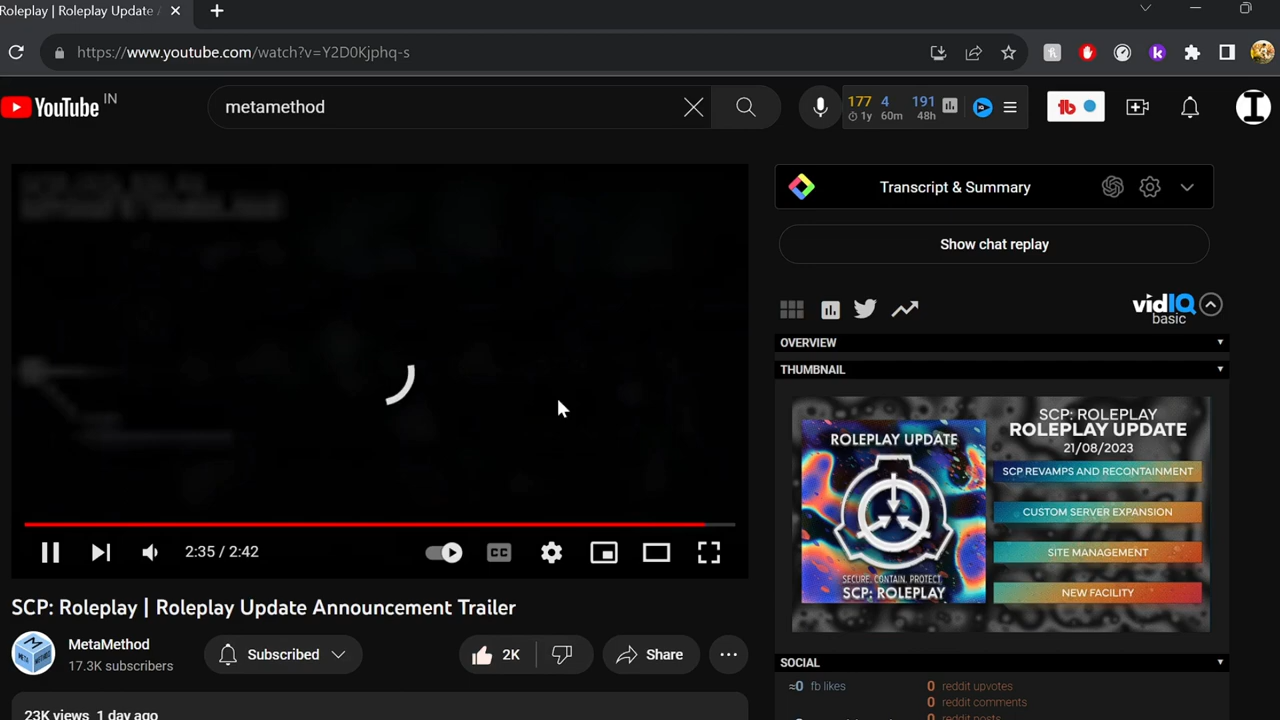 Roleplay | Roleplay Update
https://www.youtube.com/watch?v=Y2D0Kjphq-s
YouTube IN
metamethod
177 4 191
1y 60m 48h
Transcript & Summary
Show chat replay
vidIQ
basic
OVERVIEW
THUMBNAIL
ROLEPLAY UPDATE
SECURE. CONTAIN. PROTECT.
SCP: ROLEPLAY
SCP: ROLEPLAY
ROLEPLAY UPDATE
21/08/2023
SCP REVAMPS AND RECONTAINMENT
CUSTOM SERVER EXPANSION
SITE MANAGEMENT
NEW FACILITY
2:35 / 2:42
CC
SCP: Roleplay | Roleplay Update Announcement Trailer
MetaMethod
17.3K subscribers
Subscribed
2K
Share
SOCIAL
≈0 fb likes
0 reddit upvotes
0 reddit comments
reddit posts
23K views 1 day ago